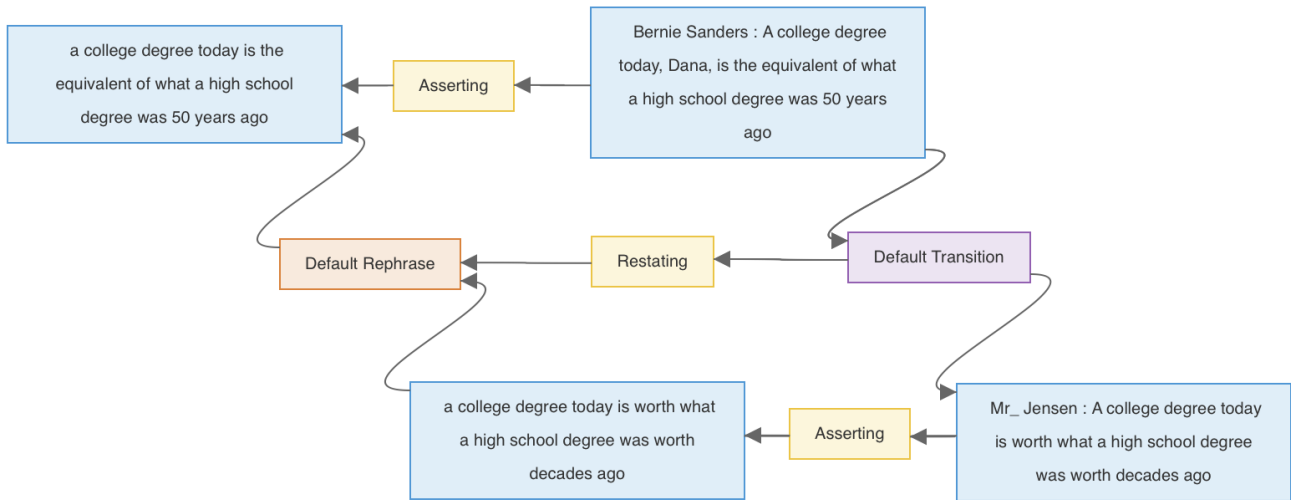 a college degree today is the
equivalent of what a high school
degree was 50 years ago
Asserting
Bernie Sanders : A college degree
today, Dana, is the equivalent of what
a high school degree was 50 years
ago
Default Rephrase
Restating
Default Transition
a college degree today is worth what
a high school degree was worth
decades ago
Asserting
Mr_ Jensen : A college degree today
is worth what a high school degree
was worth decades ago